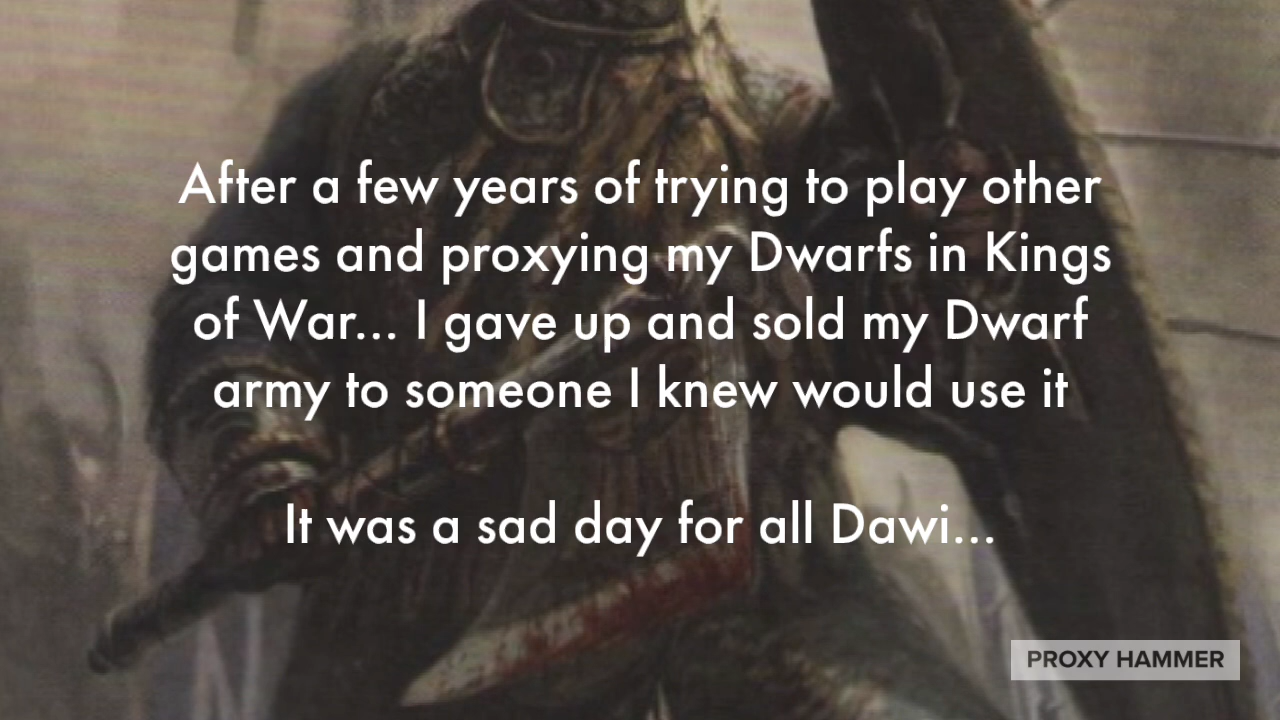 After a few years of trying to play other
games and proxying my Dwarfs in Kings
of War... I gave up and sold my Dwarf
army to someone I knew would use it
It was a sad day for all Dawi...
PROXY HAMMER